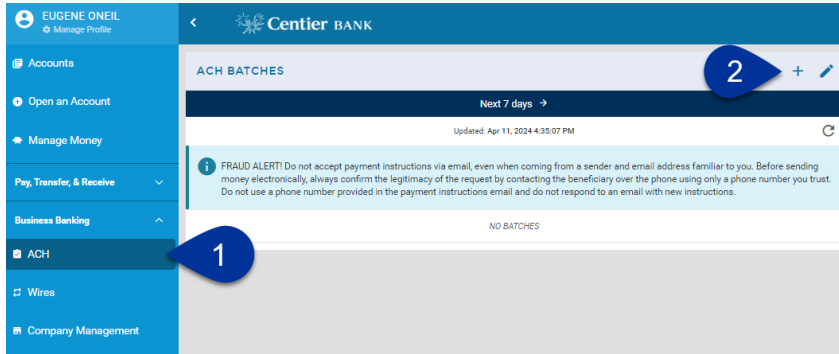 EUGENE ONEIL
Manage Profile
Centier BANK
Accounts
Open an Account
Manage Money
Pay, Transfer, & Receive
Business Banking
ACH
Wires
Company Management
ACH BATCHES
2
Next 7 days →
Updated: Apr 11, 2024 4:35:07 PM
FRAUD ALERT! Do not accept payment instructions via email, even when coming from a sender and email address familiar to you. Before sending
money electronically, always confirm the legitimacy of the request by contacting the beneficiary over the phone using only a phone number you trust.
Do not use a phone number provided in the payment instructions email and do not respond to an email with new instructions.
NO BATCHES
1